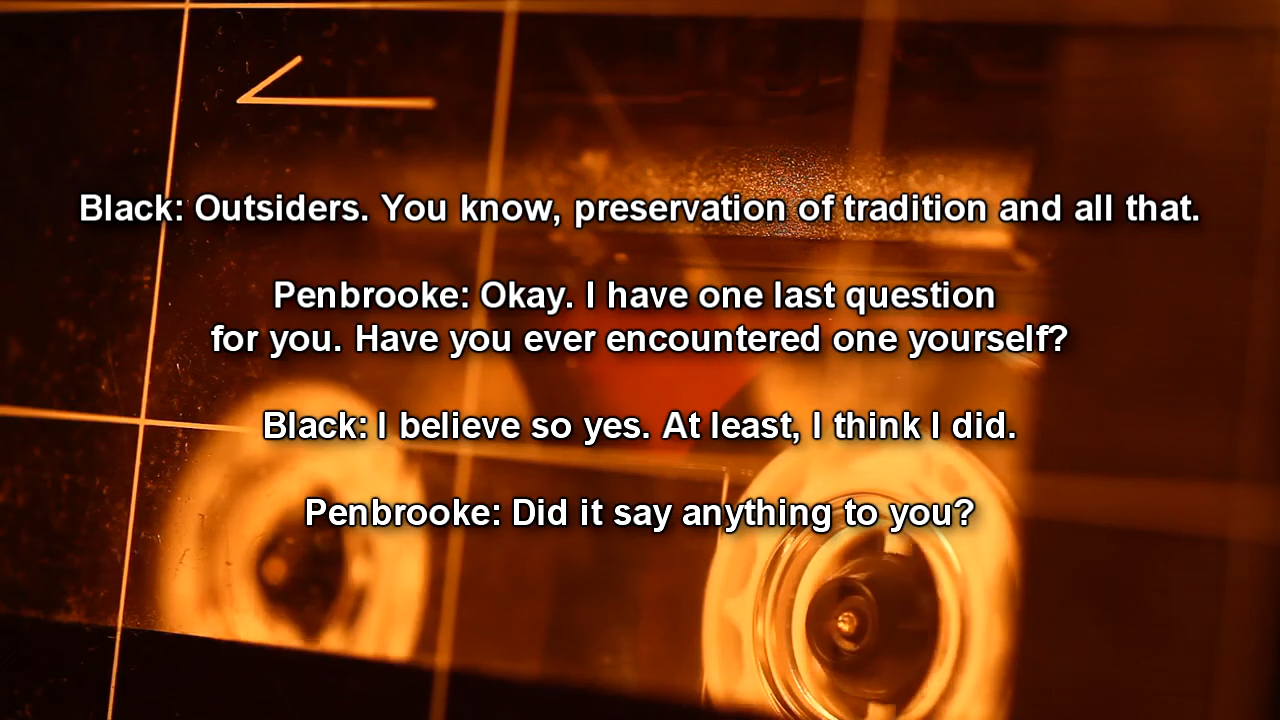 Black: Outsiders. You know, preservation of tradition and all that.
Penbrooke: Okay. I have one last question
for you. Have you ever encountered one yourself?
Black: I believe so yes. At least, I think I did.
Penbrooke: Did it say anything to you?